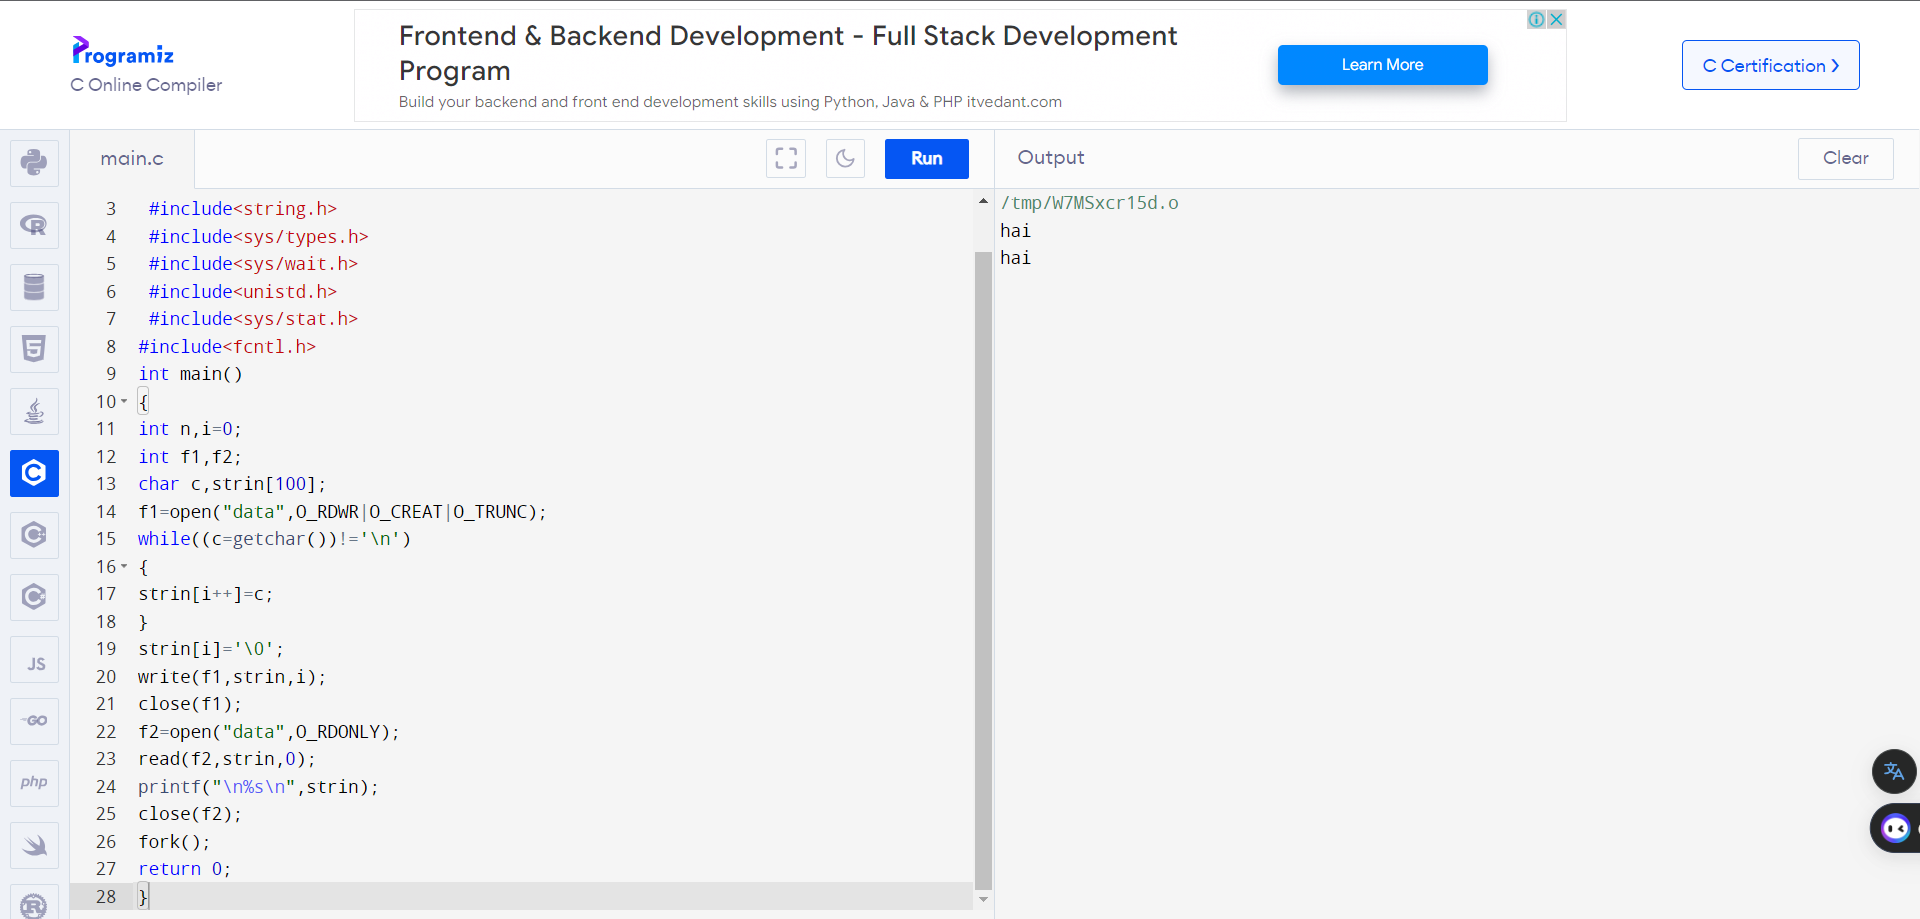 Programiz
C Online Compiler
Frontend & Backend Development - Full Stack Development
Program
Build your backend and front end development skills using Python, Java & PHP itvedant.com
Learn More
C Certification ›
main.c
Run
Output
Clear
3 #include<string.h>
4 #include<sys/types.h>
5 #include<sys/wait.h>
6 #include<unistd.h>
7 #include<sys/stat.h>
8 #include<fcntl.h>
9 int main()
10 {
11 int n,i=0;
12 int f1,f2;
13 char c,strin[100];
14 f1=open("data",O_RDWR|O_CREAT|O_TRUNC);
15 while((c=getchar())!='\n')
16 {
17 strin[i++]=c;
18 }
19 strin[i]='\0';
20 write(f1,strin,i);
21 close(f1);
22 f2=open("data",O_RDONLY);
23 read(f2,strin,0);
24 printf("\n%s\n",strin);
25 close(f2);
26 fork();
27 return 0;
28 }
/tmp/W7MSxcr15d.o
hai
hai
R
5
C
C
C
JS
GO
php
R